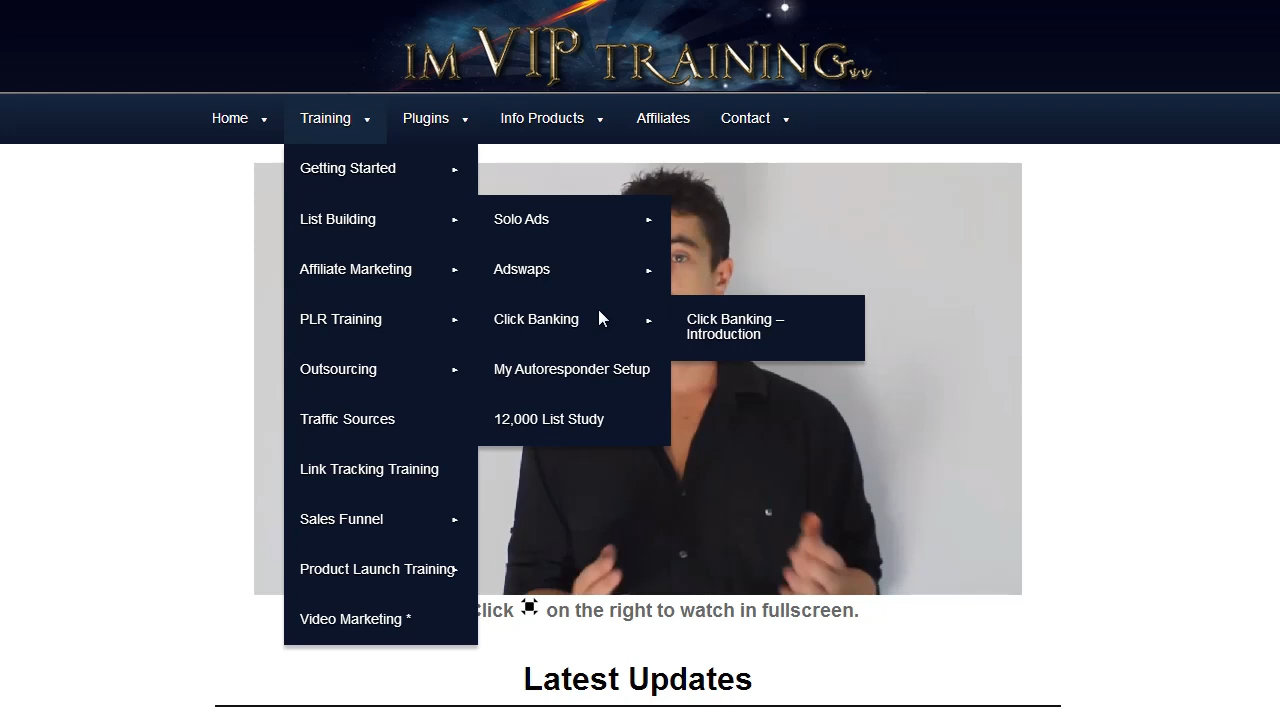 IM VIP TRAINING
Home
Training
Plugins
Info Products
Affiliates
Contact
Getting Started
List Building
Affiliate Marketing
PLR Training
Outsourcing
Traffic Sources
Link Tracking Training
Sales Funnel
Product Launch Training
Video Marketing *
Solo Ads
Adswaps
Click Banking
My Autoresponder Setup
12,000 List Study
Click Banking –
Introduction
Click on the right to watch in fullscreen.
Latest Updates